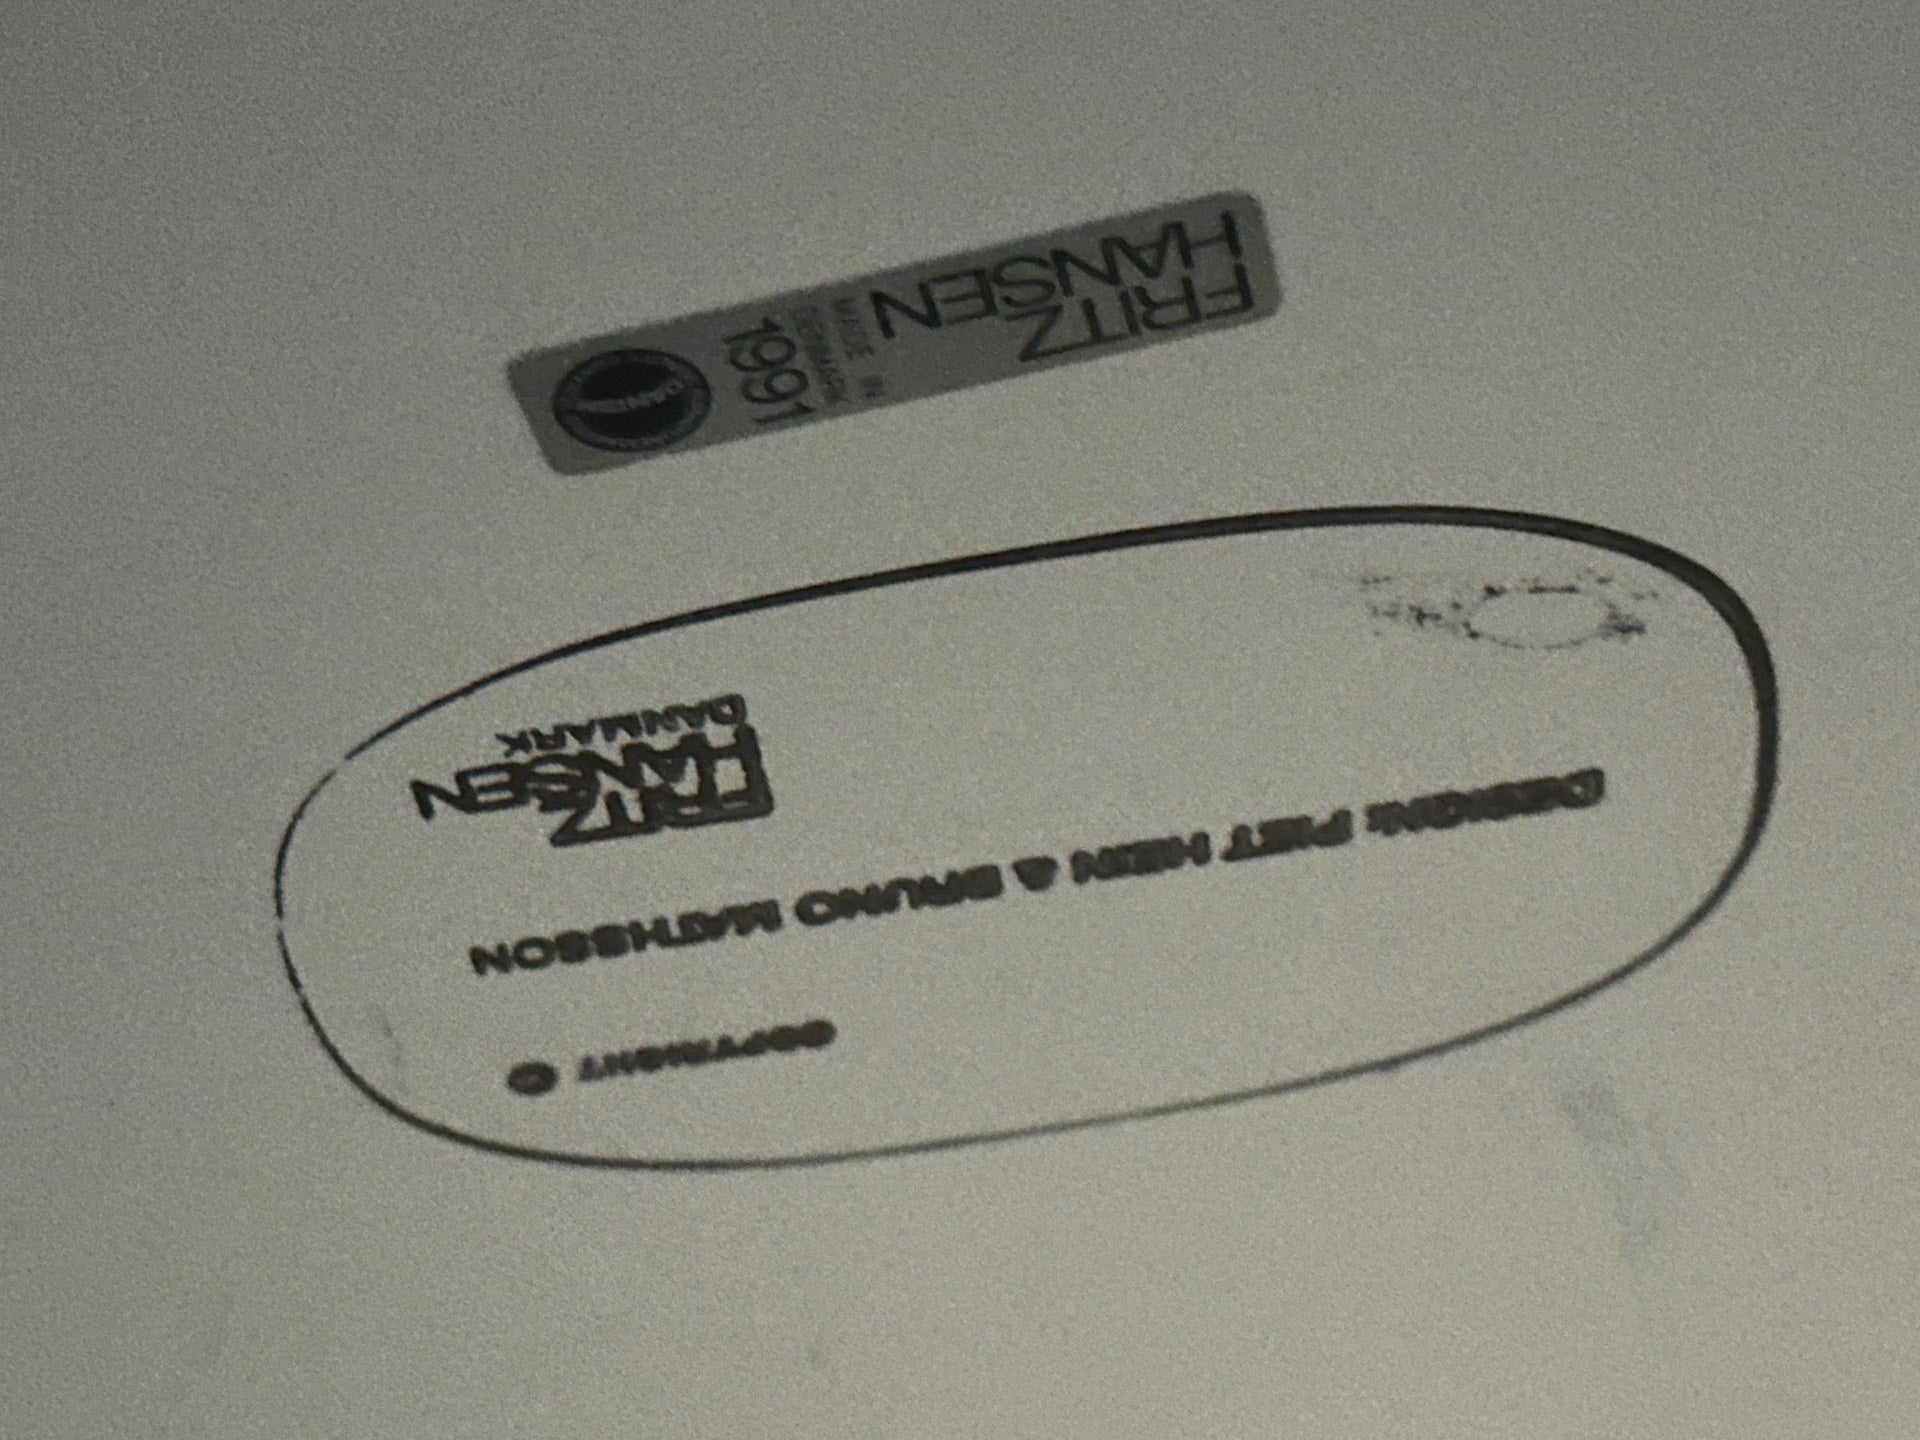 FRITZ
HANSEN
MADE IN
DENMARK
1991
COPYRIGHT ©
DESIGN: PIET HEIN & BRUNO MATHSSON
FRITZ
HANSEN
DANMARK